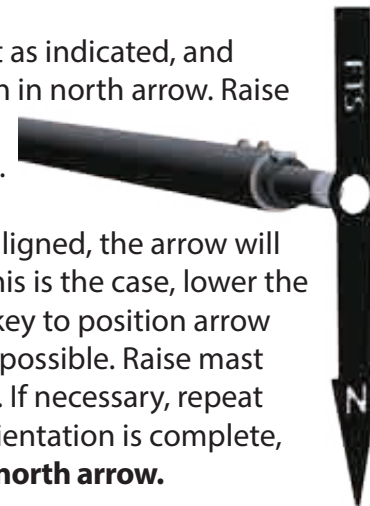 t as indicated, and
n in north arrow. Raise
.
ligned, the arrow will
his is the case, lower the
key to position arrow
possible. Raise mast
. If necessary, repeat
ientation is complete,
north arrow.
N